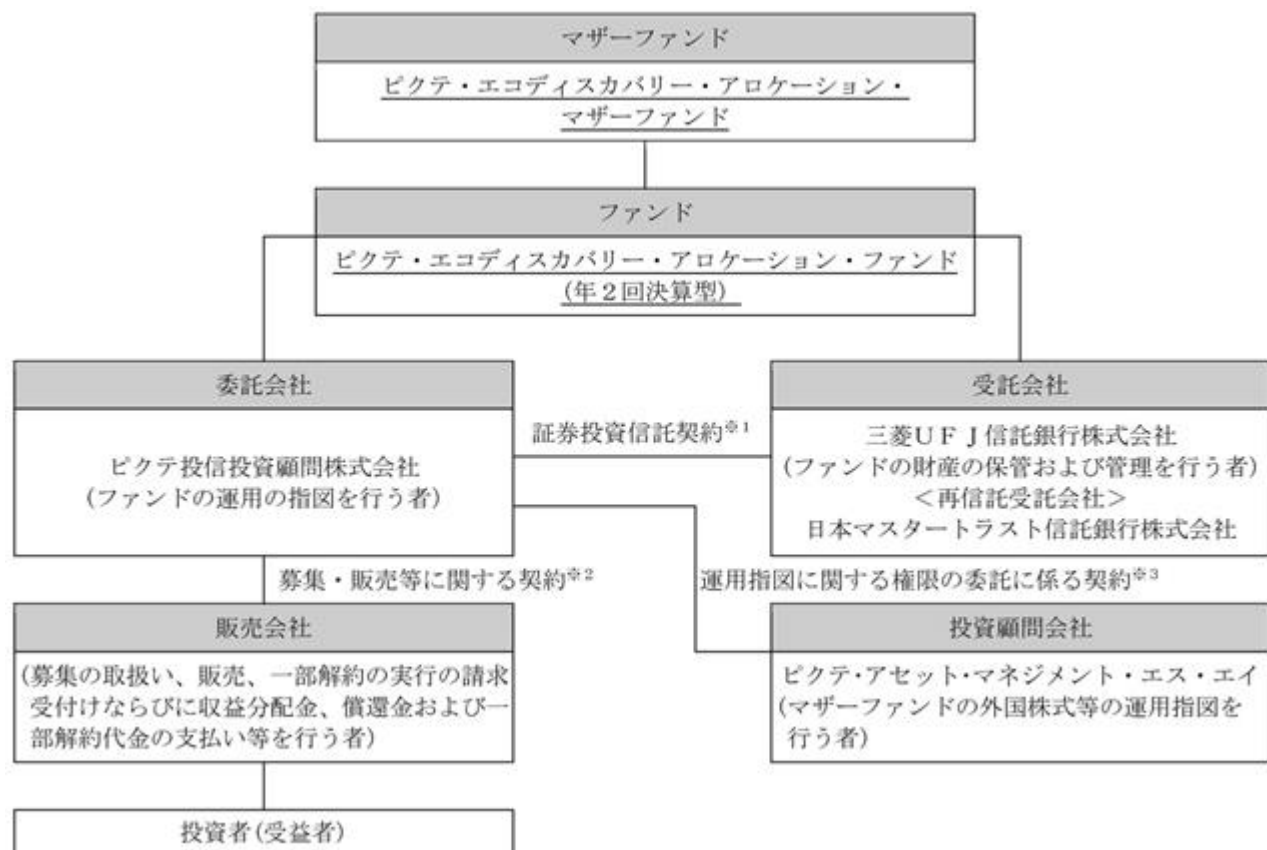 マザーファンド
ピクテ・エコディスカバリー・アロケーション・
マザーファンド
ファンド
ピクテ・エコディスカバリー・アロケーション・ファンド
(年２回決算型)
委託会社
ピクテ投信投資顧問株式会社
(ファンドの運用の指図を行う者)
証券投資信託契約※1
受託会社
三菱ＵＦＪ信託銀行株式会社
(ファンドの財産の保管および管理を行う者)
＜再信託受託会社＞
日本マスタートラスト信託銀行株式会社
募集・販売等に関する契約※2
運用指図に関する権限の委託に係る契約※3
販売会社
(募集の取扱い、販売、一部解約の実行の請求
受付けならびに収益分配金、償還金および一
部解約代金の支払い等を行う者)
投資顧問会社
ピクテ・アセット・マネジメント・エス・エイ
(マザーファンドの外国株式等の運用指図を
行う者)
投資者(受益者)